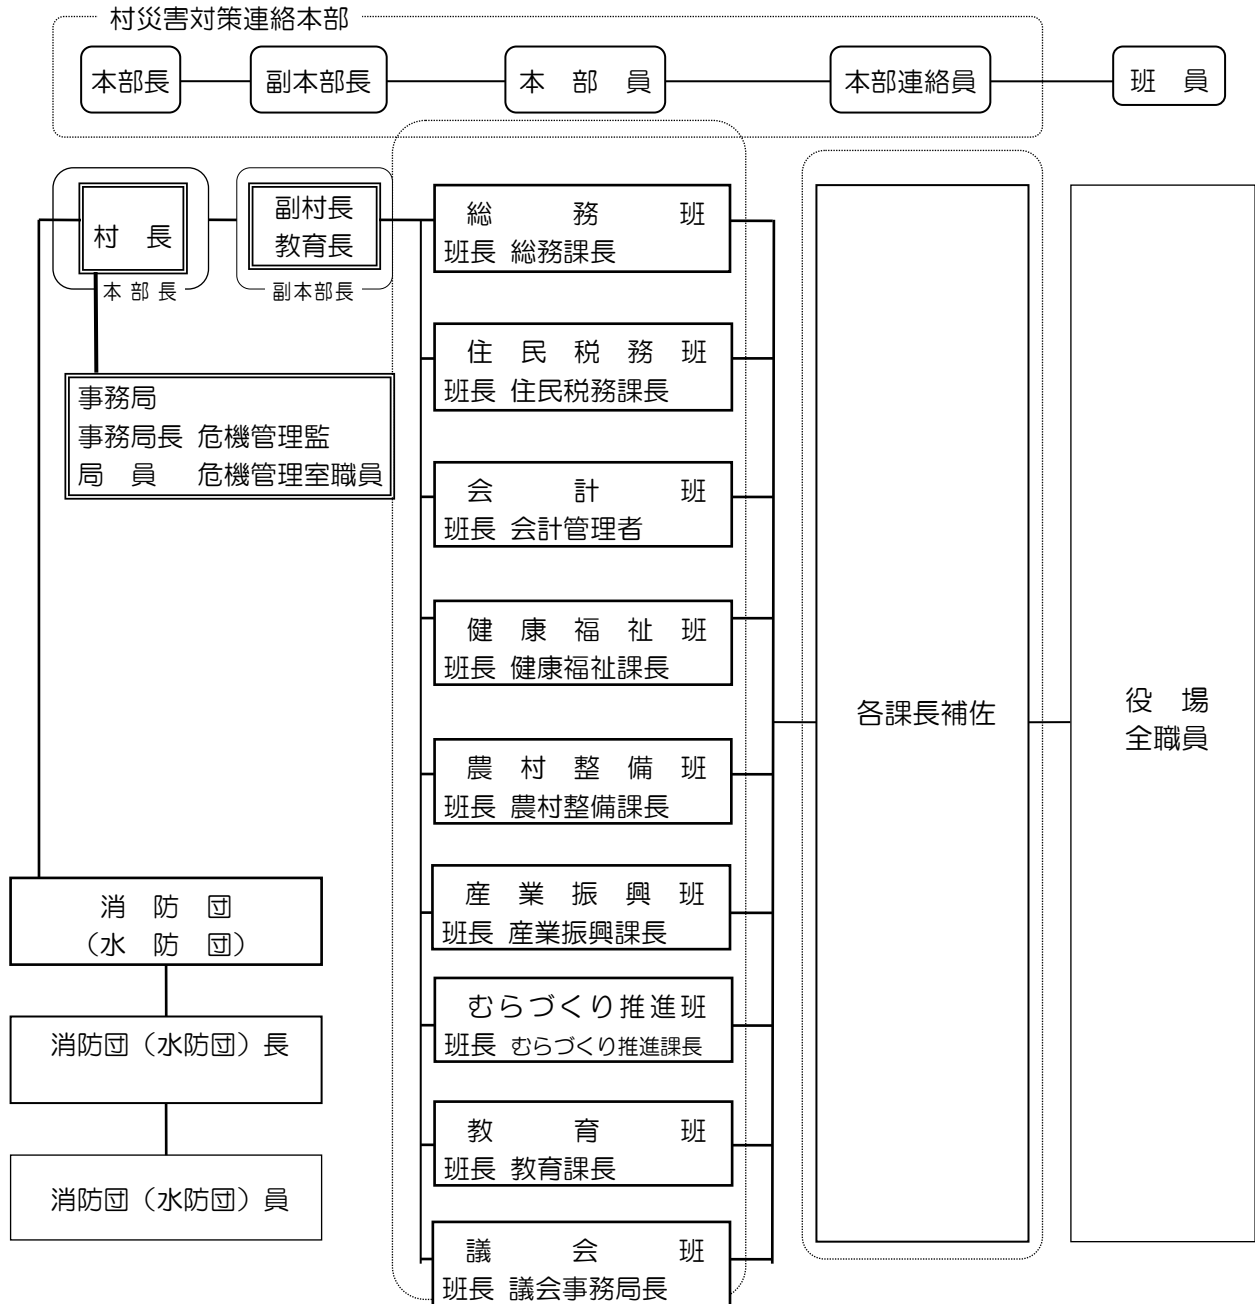 村災害対策連絡本部
本部長
副本部長
本　部　員
本部連絡員
班　員
村　長
本 部 長
副村長
教育長
副本部長
事務局
事務局長 危機管理監
局　員　 危機管理室職員
総　務　班
班長 総務課長
住　民　税　務　班
班長 住民税務課長
会　計　班
班長 会計管理者
健　康　福　祉　班
班長 健康福祉課長
農　村　整　備　班
班長 農村整備課長
産　業　振　興　班
班長 産業振興課長
むらづくり推進班
班長 むらづくり推進課長
教　育　班
班長 教育課長
議　会　班
班長 議会事務局長
各課長補佐
役　場
全職員
消　防　団
（水　防　団）
消防団（水防団）長
消防団（水防団）員